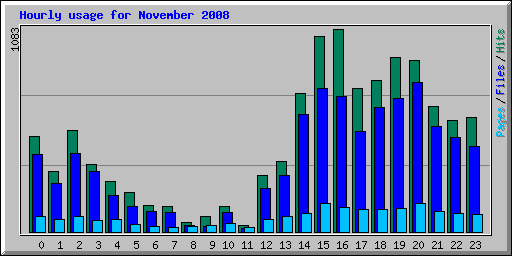 Hourly usage for November 2008
1083
Pages/Files/Hits
0 1 2 3 4 5 6 7 8 9 10 11 12 13 14 15 16 17 18 19 20 21 22 23